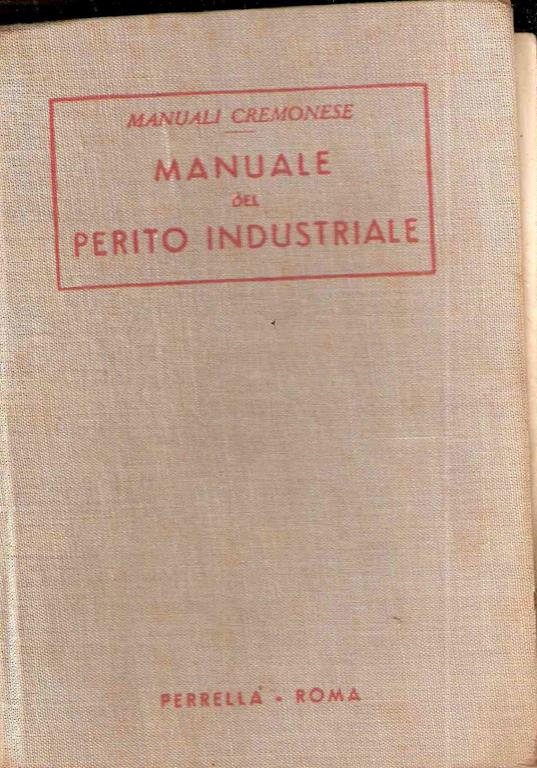 MANUALI CREMONESE
MANUALE
DEL
PERITO INDUSTRIALE
PERRELLA - ROMA